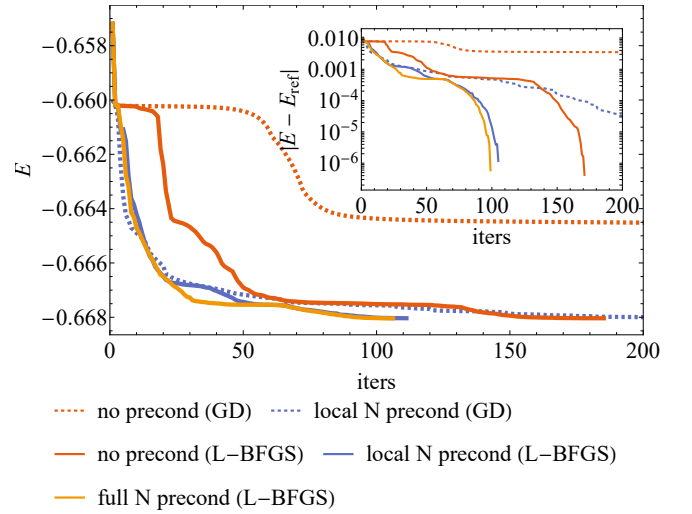 -0.658
-0.660
-0.662
-0.664
-0.666
-0.668
E
0 50 100 150 200
iters
0.010
0.001
10^-4
10^-5
10^-6
|E − E_ref|
0 50 100 150 200
iters
no precond (GD) local N precond (GD)
no precond (L−BFGS) local N precond (L−BFGS)
full N precond (L−BFGS)